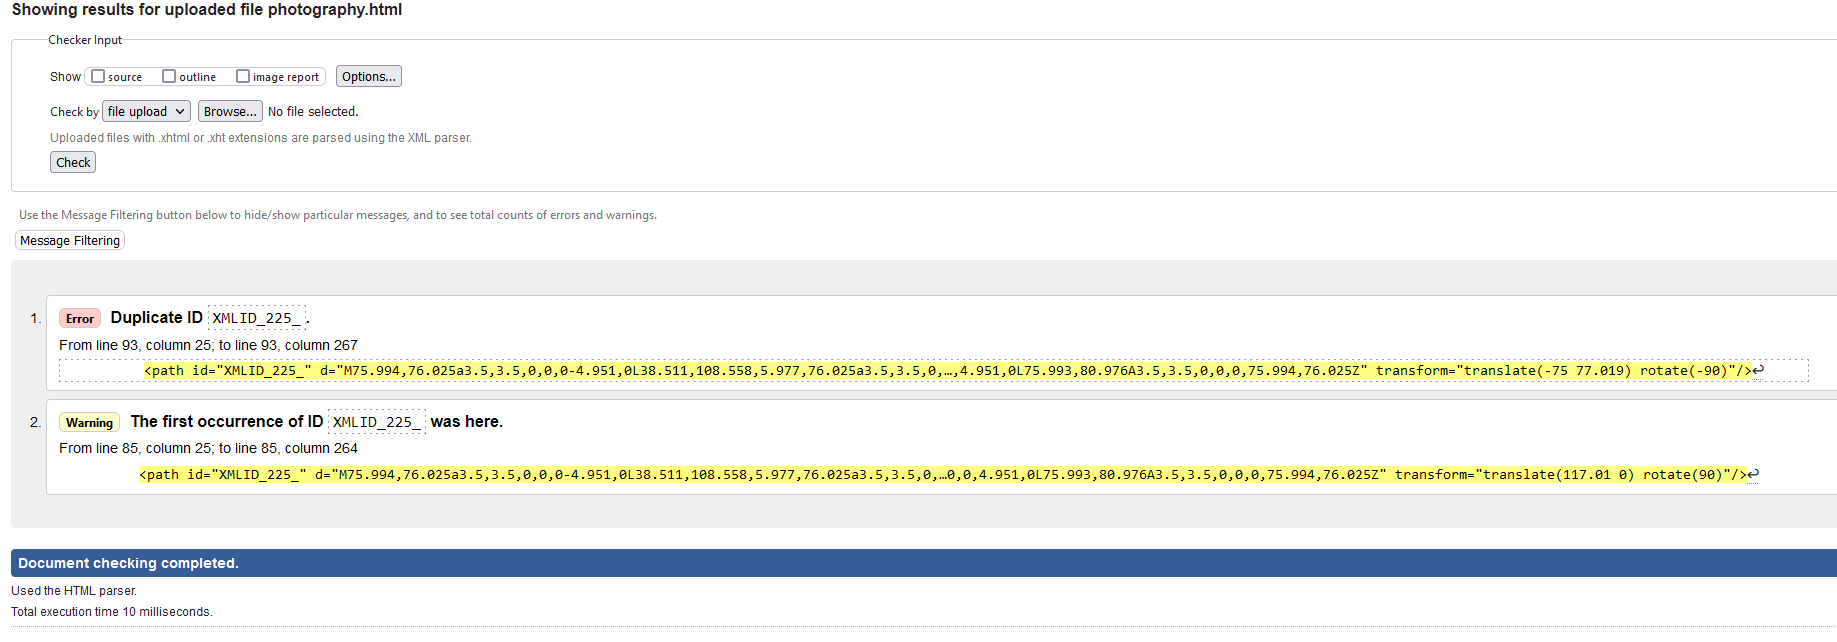 Showing results for uploaded file photography.html
Checker Input
Show source outline image report Options...
Check by file upload Browse... No file selected.
Uploaded files with .xhtml or .xht extensions are parsed using the XML parser.
Check
Use the Message Filtering button below to hide/show particular messages, and to see total counts of errors and warnings.
Message Filtering
1. Error Duplicate ID XMLID_225_.
From line 93, column 25; to line 93, column 267
<path id="XMLID_225_" d="M75.994,76.025a3.5,3.5,0,0,0-4.951,0L38.511,108.558,5.977,76.025a3.5,3.5,0,…,4.951,0L75.993,80.976A3.5,3.5,0,0,0,75.994,76.025Z" transform="translate(-75 77.019) rotate(-90)"/>↩
2. Warning The first occurrence of ID XMLID_225_ was here.
From line 85, column 25; to line 85, column 264
<path id="XMLID_225_" d="M75.994,76.025a3.5,3.5,0,0,0-4.951,0L38.511,108.558,5.977,76.025a3.5,3.5,0,…0,0,4.951,0L75.993,80.976A3.5,3.5,0,0,0,75.994,76.025Z" transform="translate(117.01 0) rotate(90)"/>↩
Document checking completed.
Used the HTML parser.
Total execution time 10 milliseconds.